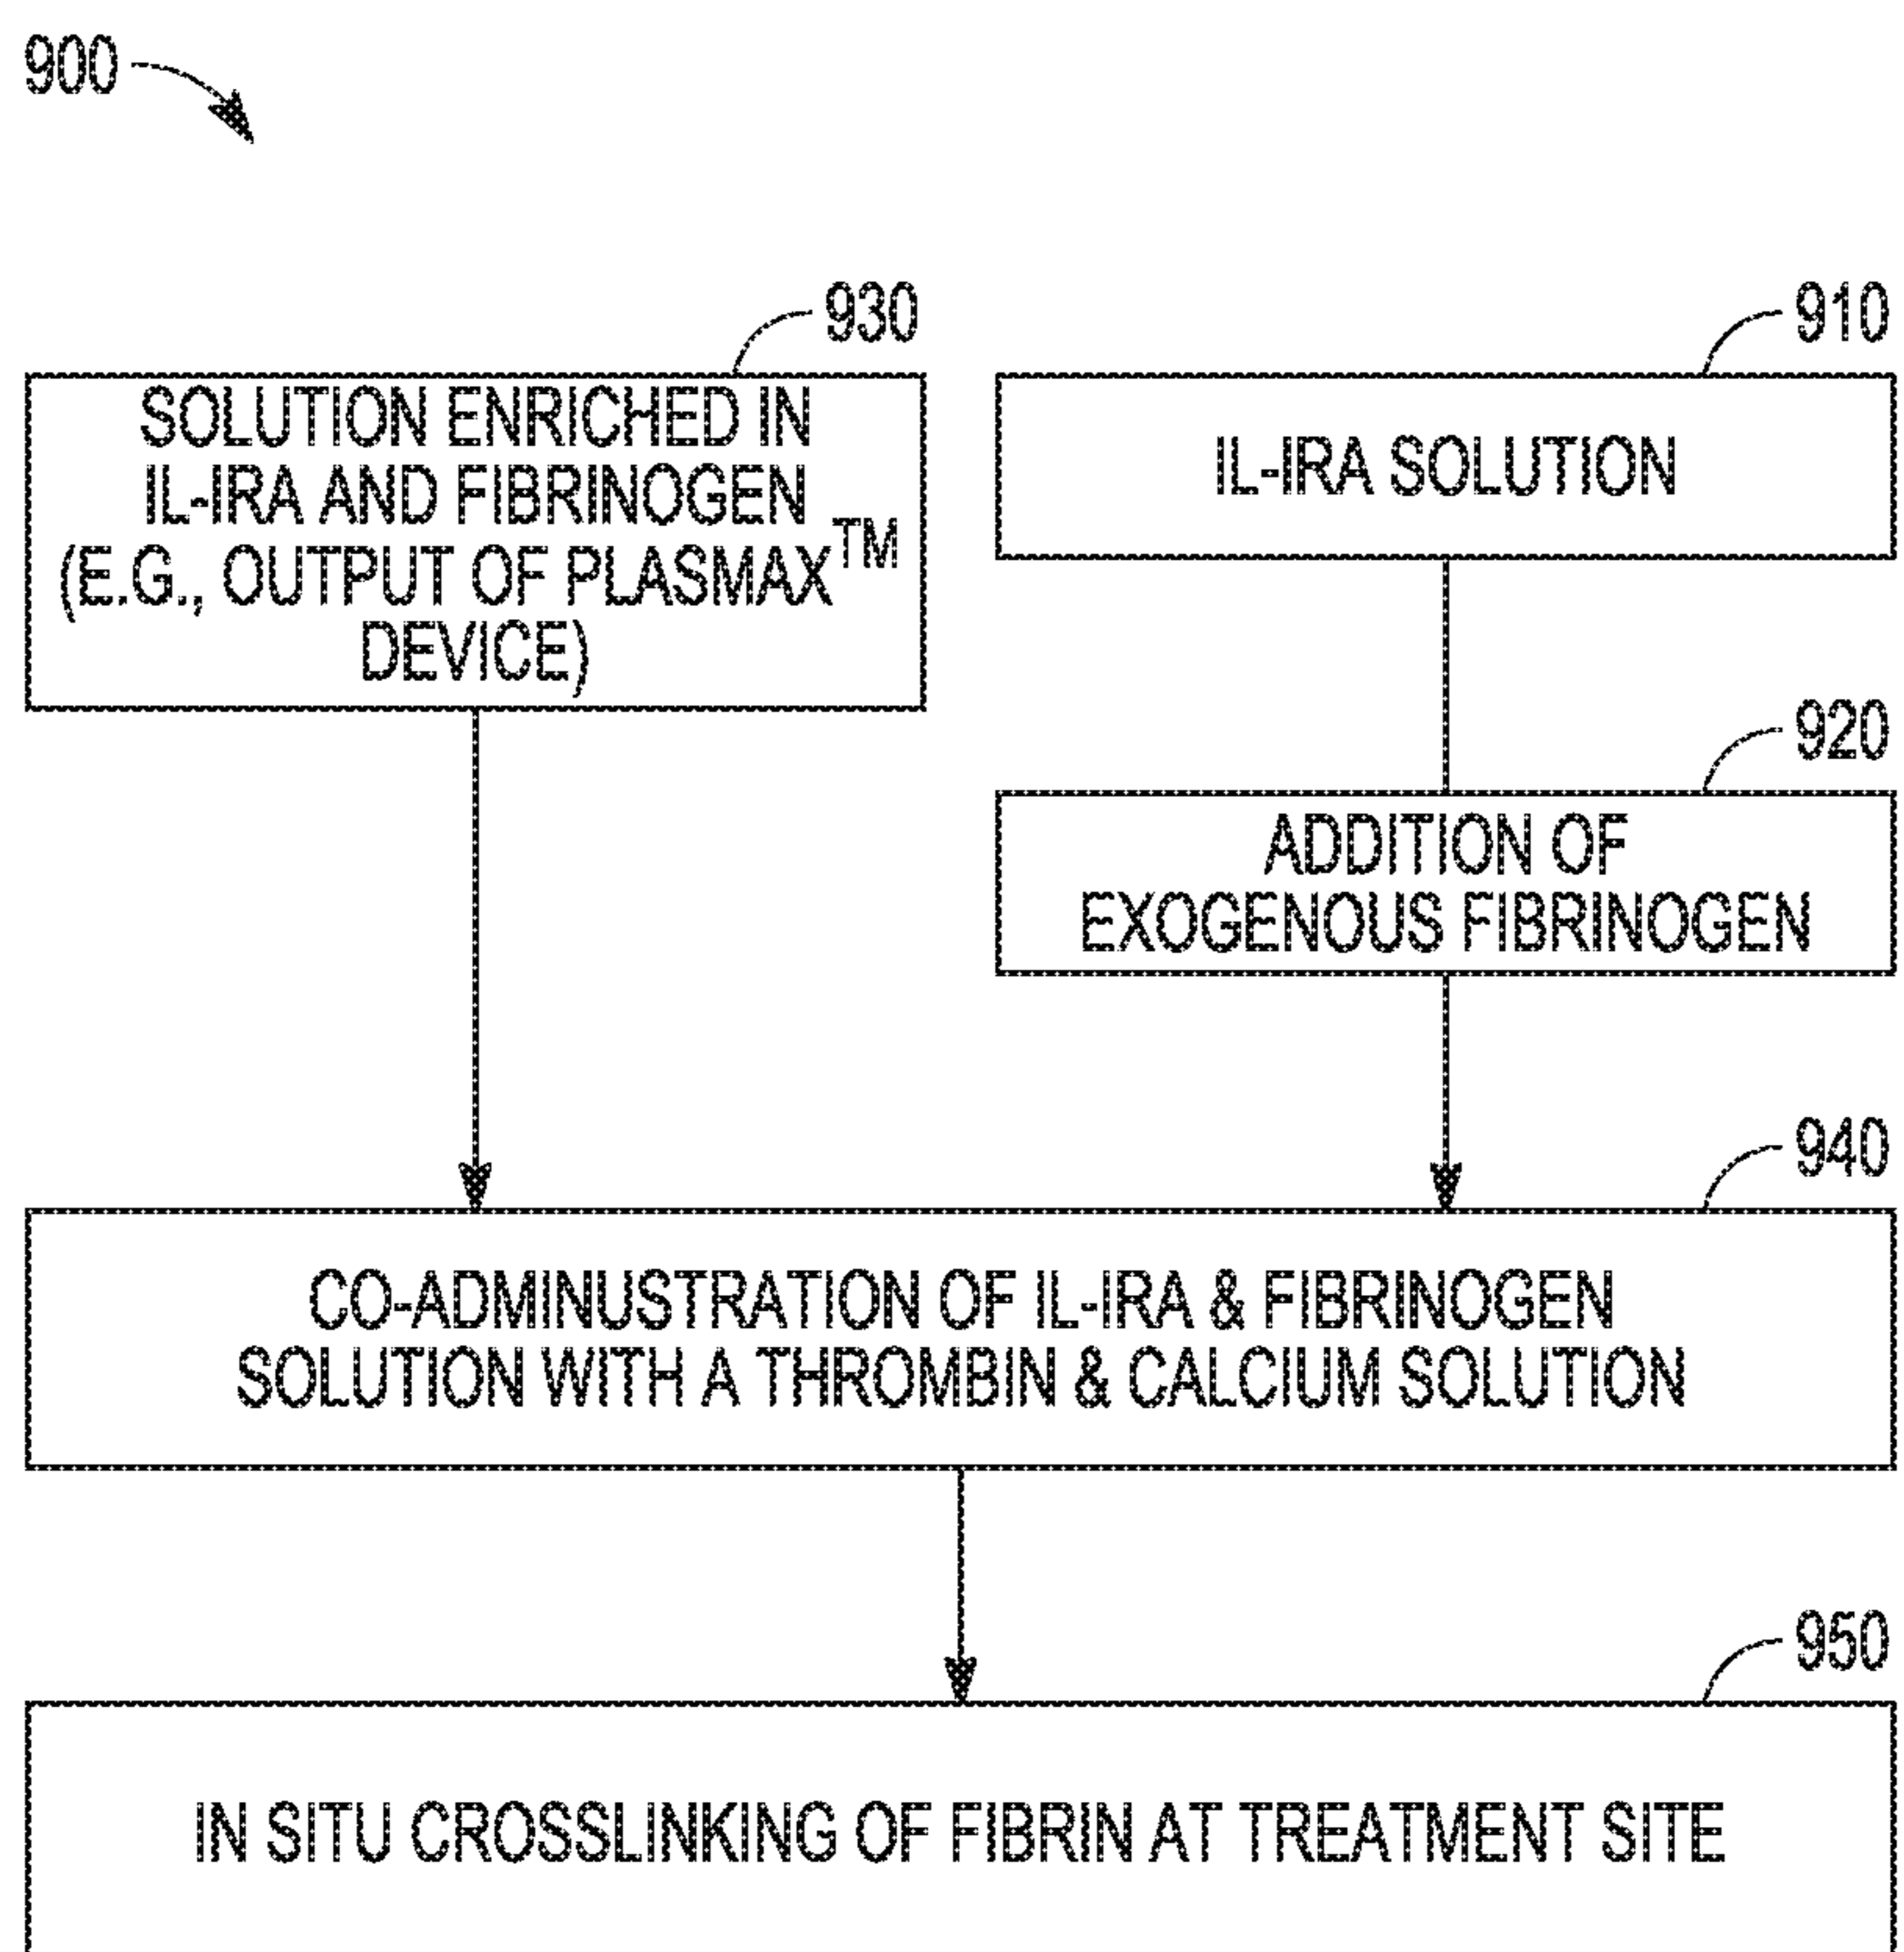 900
930
910
SOLUTION ENRICHED IN
IL-IRA AND FIBRINOGEN
(E.G., OUTPUT OF PLASMAX™
DEVICE)
IL-IRA SOLUTION
920
ADDITION OF
EXOGENOUS FIBRINOGEN
940
CO-ADMINUSTRATION OF IL-IRA & FIBRINOGEN
SOLUTION WITH A THROMBIN & CALCIUM SOLUTION
950
IN SITU CROSSLINKING OF FIBRIN AT TREATMENT SITE